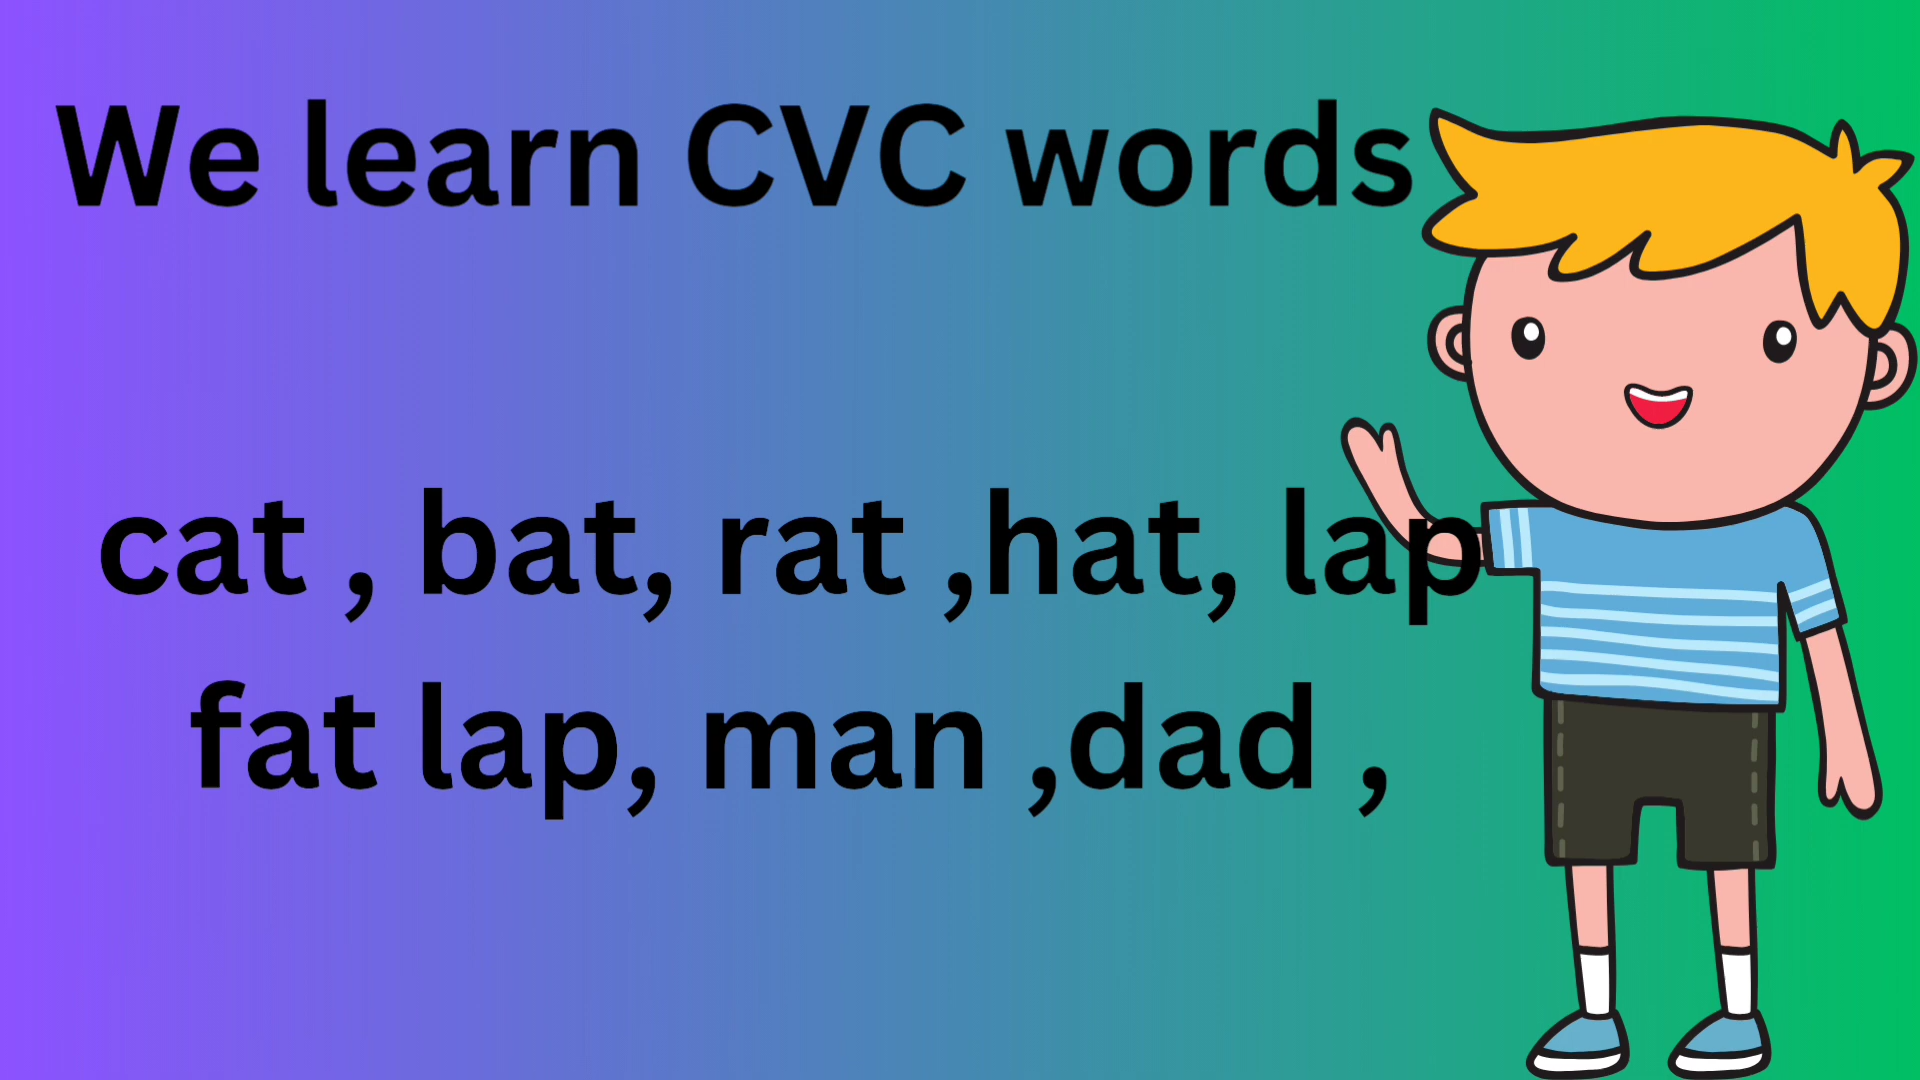 We learn CVC words
cat , bat, rat ,hat, lap
fat lap, man ,dad ,